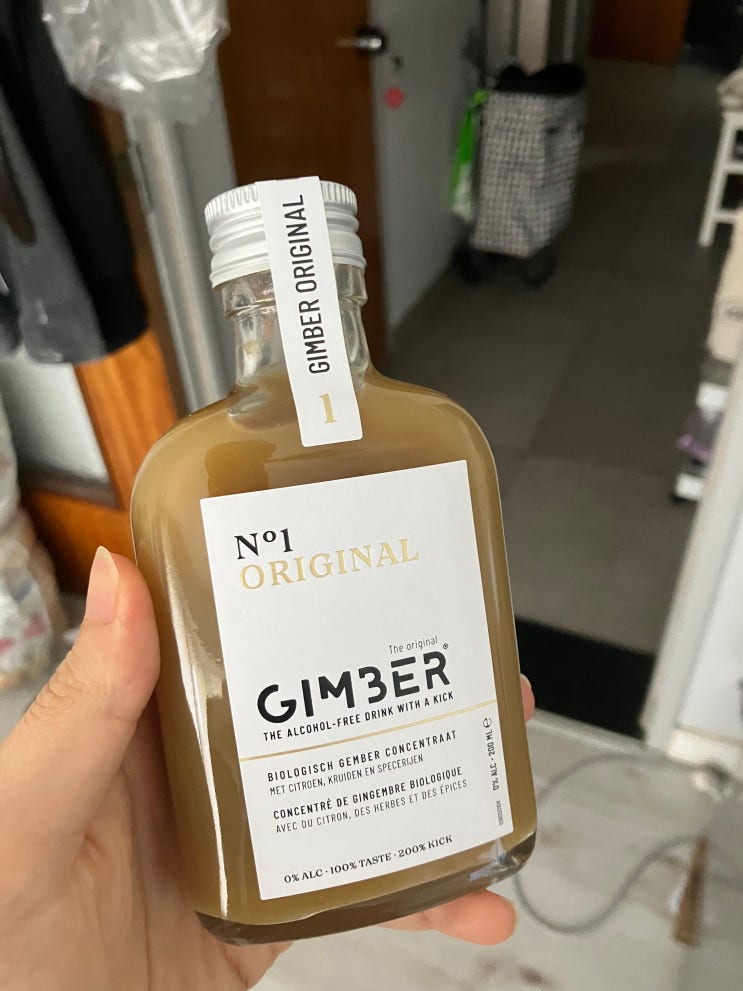 GIMBER ORIGINAL
1
Nº1
ORIGINAL
The original
GIMBER®
THE ALCOHOL-FREE DRINK WITH A KICK
BIOLOGISCH GEMBER CONCENTRAAT
MET CITROEN, KRUIDEN EN SPECERIJEN
CONCENTRÉ DE GINGEMBRE BIOLOGIQUE
AVEC DU CITRON, DES HERBES ET DES ÉPICES
0% ALC · 200 ML ℮
0% ALC · 100% TASTE · 200% KICK